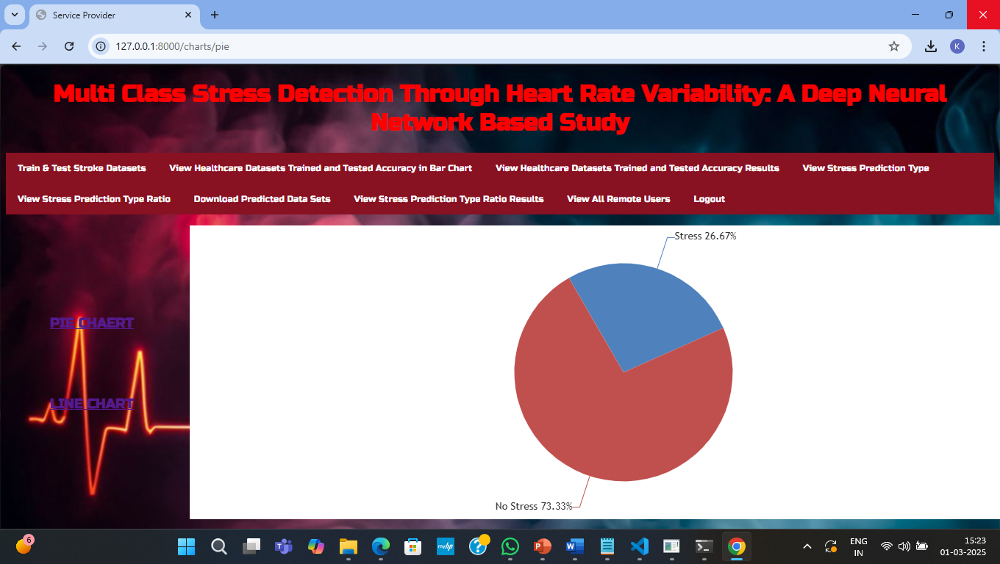 Service Provider
127.0.0.1:8000/charts/pie
K
Multi Class Stress Detection Through Heart Rate Variability: A Deep Neural
Network Based Study
Train & Test Stroke Datasets View Healthcare Datasets Trained and Tested Accuracy in Bar Chart View Healthcare Datasets Trained and Tested Accuracy Results View Stress Prediction Type
View Stress Prediction Type Ratio Download Predicted Data Sets View Stress Prediction Type Ratio Results View All Remote Users Logout
Stress 26.67%
PIE CHAERT
LINE CHART
No Stress 73.33%
6
myhp
ENG
IN
15:23
01-03-2025